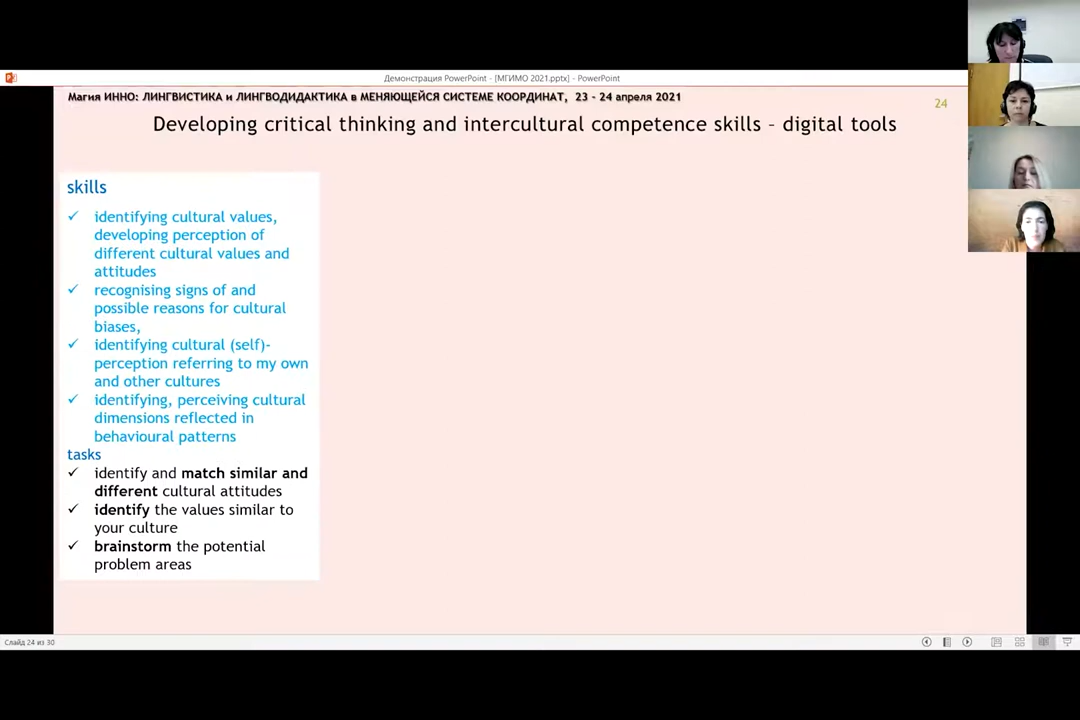 Демонстрация PowerPoint - [МГИМО 2021.pptx] - PowerPoint
Магия ИННО: ЛИНГВИСТИКА и ЛИНГВОДИДАКТИКА в МЕНЯЮЩЕЙСЯ СИСТЕМЕ КООРДИНАТ, 23 - 24 апреля 2021
24
Developing critical thinking and intercultural competence skills – digital tools
skills
✓ identifying cultural values,
developing perception of
different cultural values and
attitudes
✓ recognising signs of and
possible reasons for cultural
biases,
✓ identifying cultural (self)-
perception referring to my own
and other cultures
✓ identifying, perceiving cultural
dimensions reflected in
behavioural patterns
tasks
✓ identify and match similar and
different cultural attitudes
✓ identify the values similar to
your culture
✓ brainstorm the potential
problem areas
Слайд 24 из 30